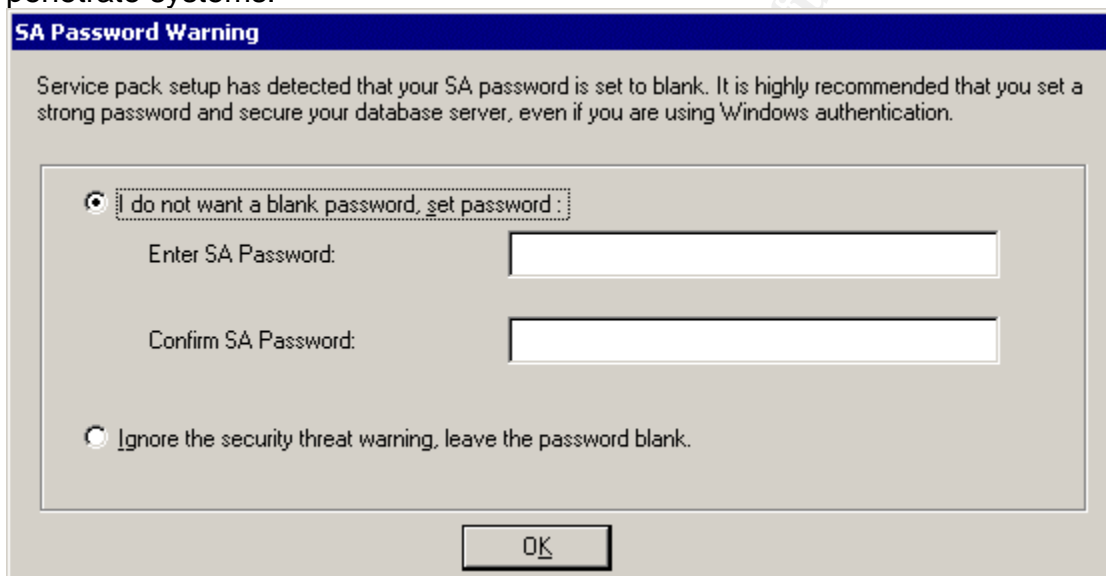 penetrate systems.
SA Password Warning
Service pack setup has detected that your SA password is set to blank. It is highly recommended that you set a
strong password and secure your database server, even if you are using Windows authentication.
I do not want a blank password, set password :
Enter SA Password:
Confirm SA Password:
Ignore the security threat warning, leave the password blank.
OK